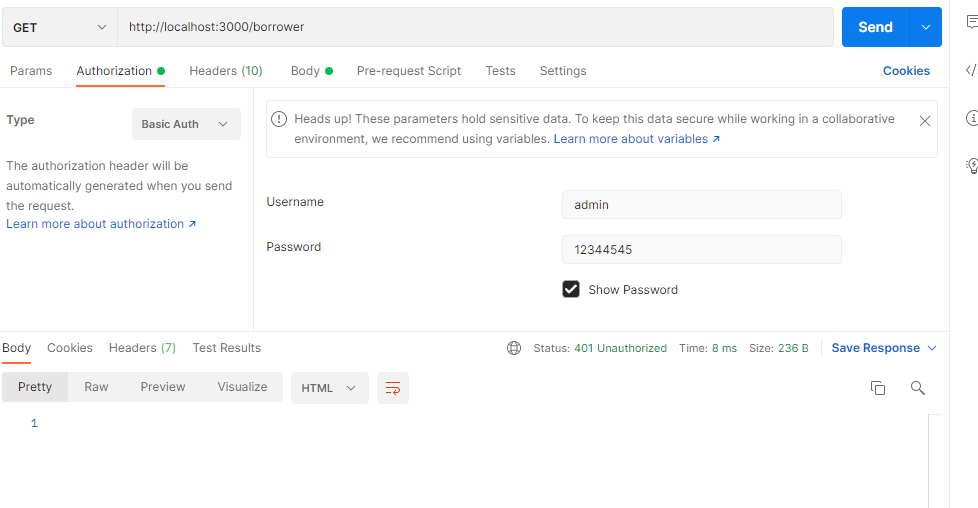 GET http://localhost:3000/borrower Send
Params Authorization Headers (10) Body Pre-request Script Tests Settings Cookies
Type Basic Auth
The authorization header will be
automatically generated when you send
the request.
Learn more about authorization ↗
Heads up! These parameters hold sensitive data. To keep this data secure while working in a collaborative
environment, we recommend using variables. Learn more about variables ↗
Username admin
Password 12344545
Show Password
Body Cookies Headers (7) Test Results Status: 401 Unauthorized Time: 8 ms Size: 236 B Save Response
Pretty Raw Preview Visualize HTML
1